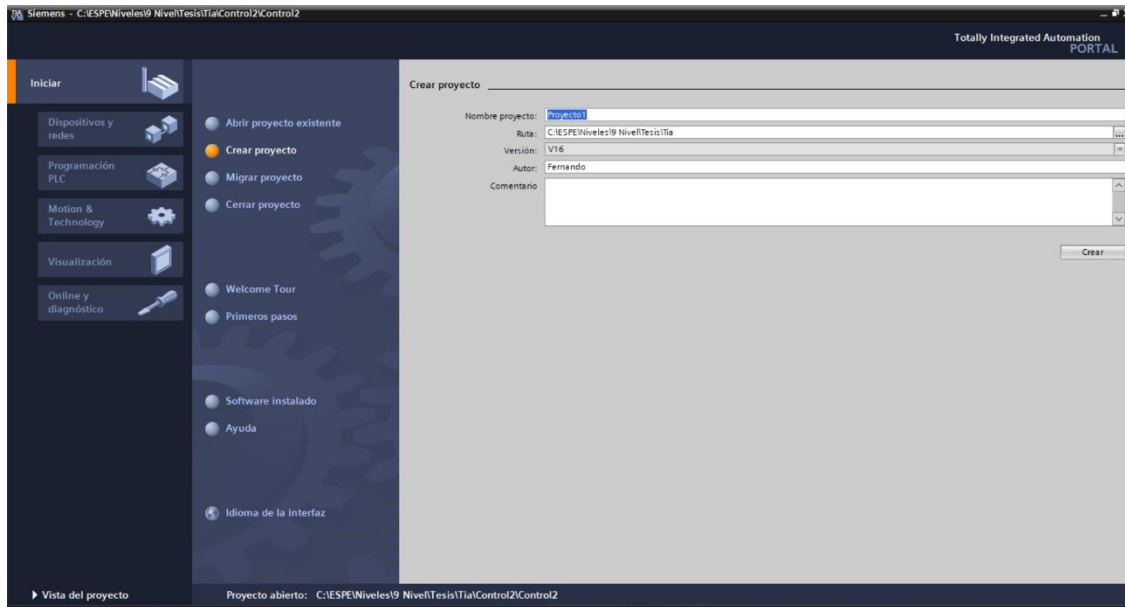 Siemens - C:\ESPE\Niveles\9 Nivel\Tesis\Tia\Control2\Control2
Totally Integrated Automation
PORTAL
Iniciar
Dispositivos y
redes
Programación
PLC
Motion &
Technology
Visualización
Online y
diagnóstico
Vista del proyecto
Abrir proyecto existente
Crear proyecto
Migrar proyecto
Cerrar proyecto
Welcome Tour
Primeros pasos
Software instalado
Ayuda
Idioma de la interfaz
Crear proyecto
Nombre proyecto: Proyecto1
Ruta: C:\ESPE\Niveles\9 Nivel\Tesis\Tia
...
Versión: V16
Autor: Fernando
Comentario
Crear
Proyecto abierto: C:\ESPE\Niveles\9 Nivel\Tesis\Tia\Control2\Control2